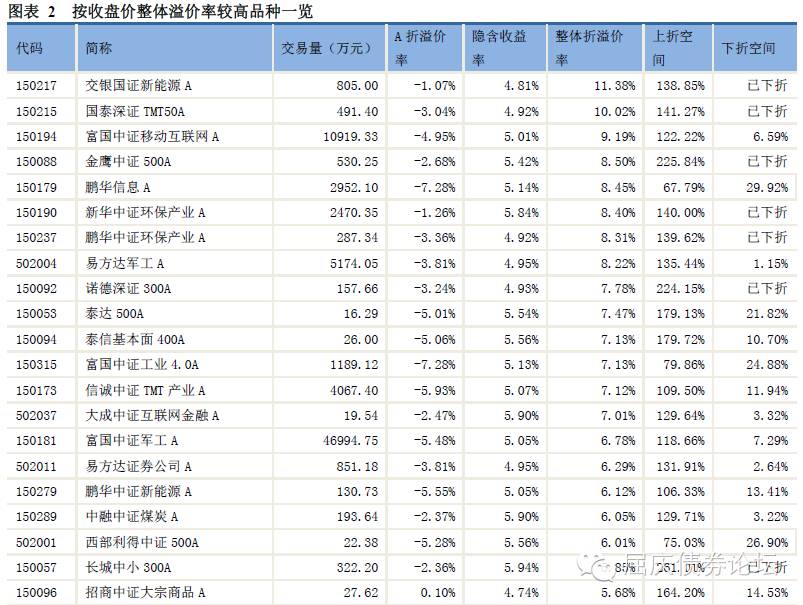 图表 2 按收盘价整体溢价率较高品种一览
代码 简称 交易量（万元） A 折溢价率 隐含收益率 整体折溢价率 上折空间 下折空间
150217 交银国证新能源 A 805.00 -1.07% 4.81% 11.38% 138.85% 已下折
150215 国泰深证 TMT50A 491.40 -3.04% 4.92% 10.02% 141.27% 已下折
150194 富国中证移动互联网 A 10919.33 -4.95% 5.01% 9.19% 122.22% 6.59%
150088 金鹰中证 500A 530.25 -2.68% 5.42% 8.50% 225.84% 已下折
150179 鹏华信息 A 2952.10 -7.28% 5.14% 8.45% 67.79% 29.92%
150190 新华中证环保产业 A 2470.35 -1.26% 5.84% 8.40% 140.00% 已下折
150237 鹏华中证环保产业 A 287.34 -3.36% 4.92% 8.31% 139.62% 已下折
502004 易方达军工 A 5174.05 -3.81% 4.95% 8.22% 135.44% 1.15%
150092 诺德深证 300A 157.66 -3.24% 4.93% 7.78% 224.15% 已下折
150053 泰达 500A 16.29 -5.01% 5.54% 7.47% 179.13% 21.82%
150094 泰信基本面 400A 26.00 -5.06% 5.56% 7.13% 179.72% 10.70%
150315 富国中证工业 4.0A 1189.12 -7.28% 5.13% 7.13% 79.86% 24.88%
150173 信诚中证 TMT 产业 A 4067.40 -5.93% 5.07% 7.12% 109.50% 11.94%
502037 大成中证互联网金融 A 19.54 -2.47% 5.90% 7.01% 129.64% 3.32%
150181 富国中证军工 A 46994.75 -5.48% 5.05% 6.78% 118.66% 7.29%
502011 易方达证券公司 A 851.18 -3.81% 4.95% 6.29% 131.91% 2.64%
150279 鹏华中证新能源 A 130.73 -5.55% 5.05% 6.12% 106.33% 13.41%
150289 中融中证煤炭 A 193.64 -2.37% 5.90% 6.05% 129.71% 3.22%
502001 西部利得中证 500A 22.38 -5.28% 5.56% 6.01% 75.03% 26.90%
150057 长城中小 300A 322.20 -2.36% 5.94% 已下折
屈庆债券论坛
150096 招商中证大宗商品 A 27.62 0.10% 4.74% 5.68% 164.20% 14.53%